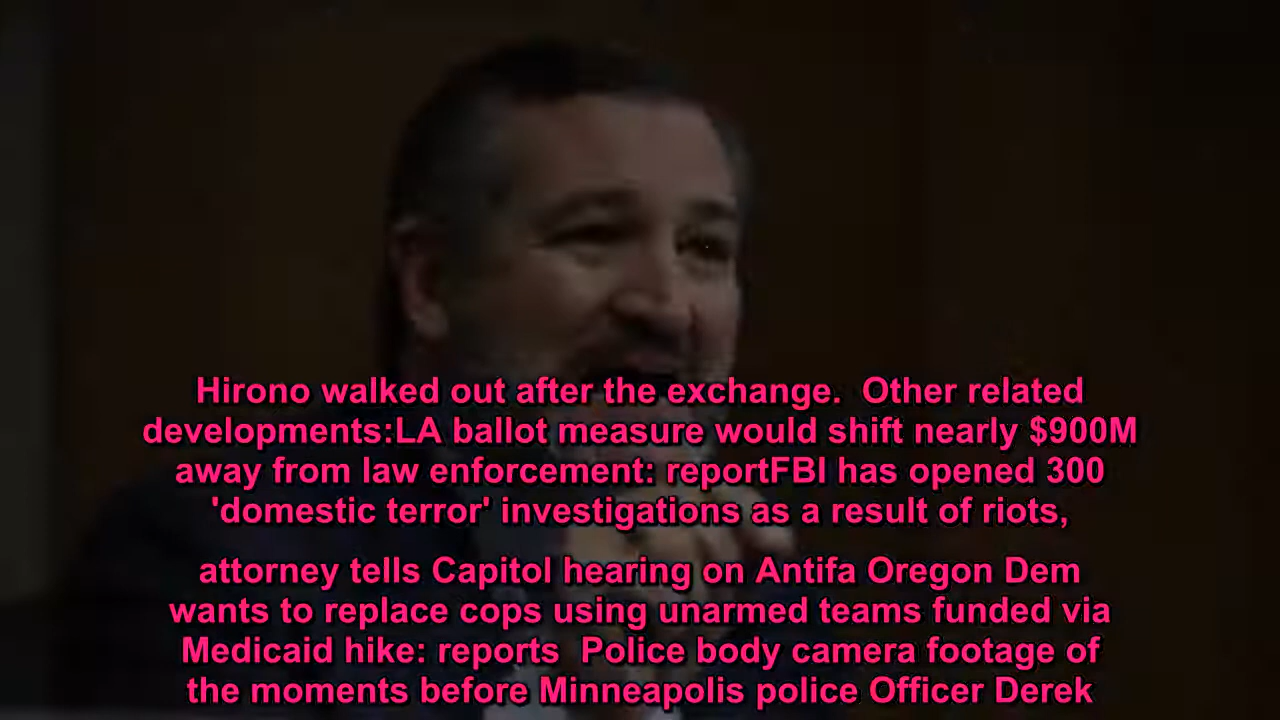 Hirono walked out after the exchange.  Other related
developments:LA ballot measure would shift nearly $900M
away from law enforcement: reportFBI has opened 300
'domestic terror' investigations as a result of riots,
attorney tells Capitol hearing on Antifa Oregon Dem
wants to replace cops using unarmed teams funded via
Medicaid hike: reports  Police body camera footage of
the moments before Minneapolis police Officer Derek